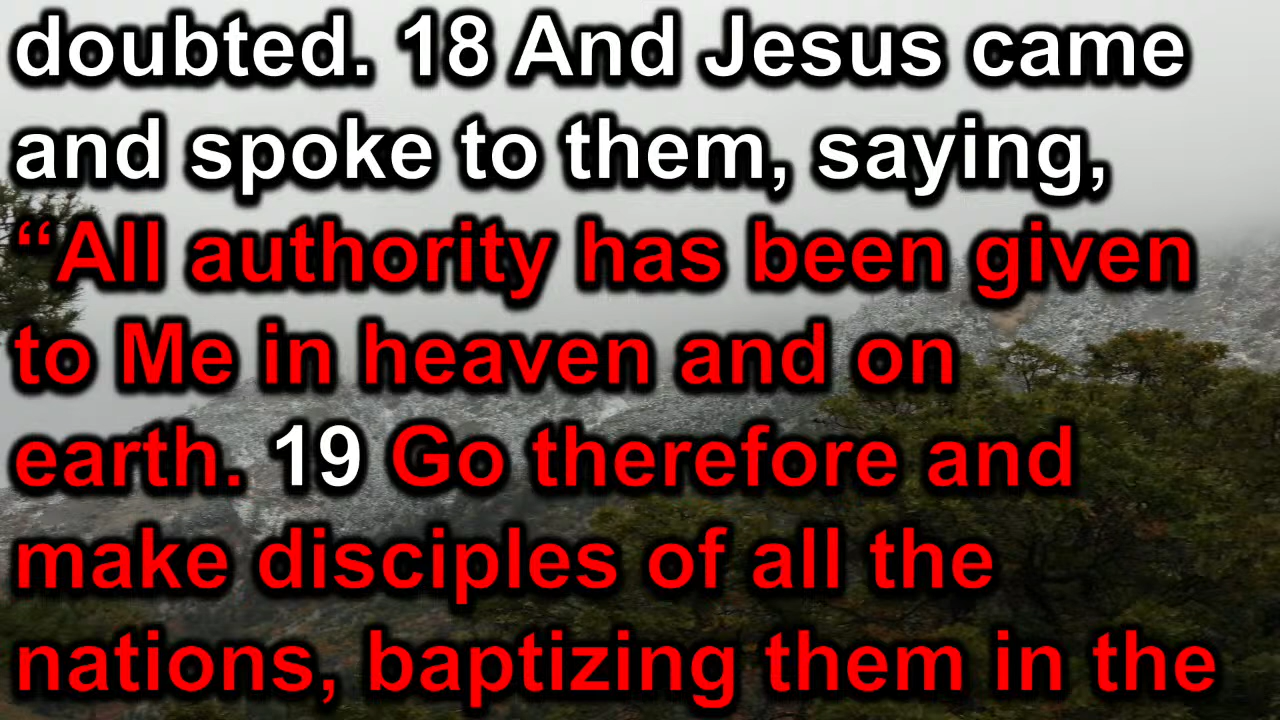 doubted. 18 And Jesus came
and spoke to them, saying,
“All authority has been given
to Me in heaven and on
earth. 19 Go therefore and
make disciples of all the
nations, baptizing them in the